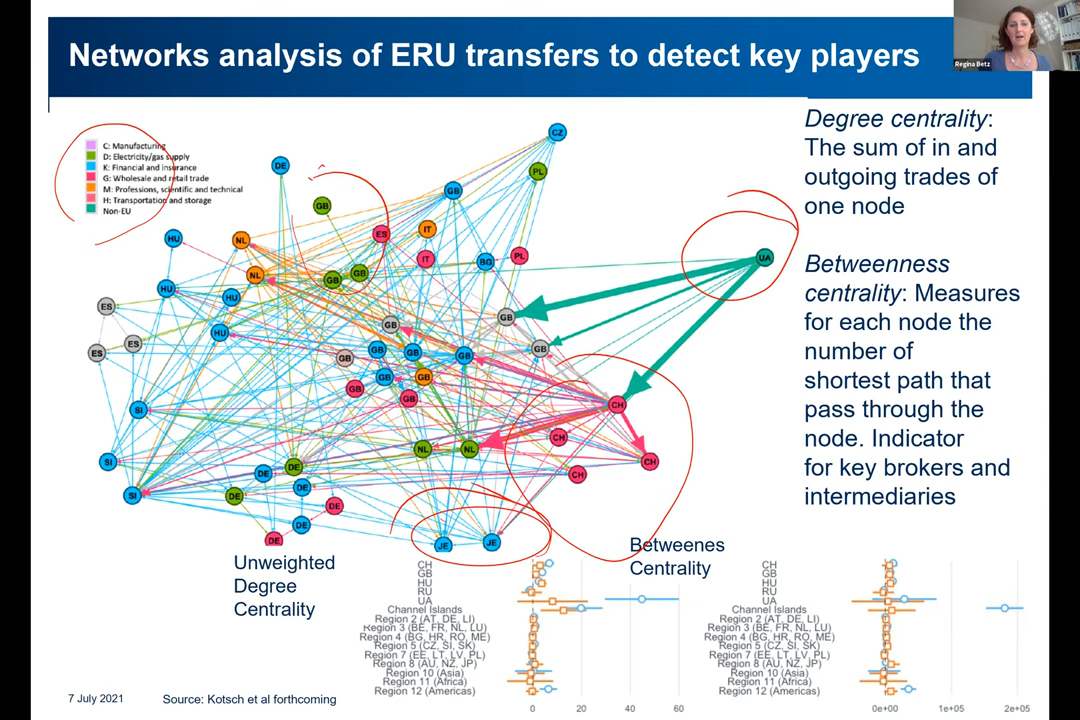 Networks analysis of ERU transfers to detect key players
Regina Betz
C: Manufacturing
D: Electricity/gas supply
K: Financial and insurance
G: Wholesale and retail trade
M: Professions, scientific and technical
H: Transportation and storage
Non-EU
CZ
DE
PL
GB
GB
HU
NL
ES
IT
IT
BG
PL
UA
NL
GB
GB
HU
HU
ES
HU
ES
ES
GB
GB
GB
GB
GB
GB
GB
GB
GB
GB
GB
GB
CH
SI
CH
NL
NL
CH
CH
SI
DE
DE
DE
SI
DE
DE
DE
DE
JE
JE
Degree centrality:
The sum of in and
outgoing trades of
one node
Betweenness
centrality: Measures
for each node the
number of
shortest path that
pass through the
node. Indicator
for key brokers and
intermediaries
Unweighted
Degree
Centrality
CH
GB
HU
RU
UA
Channel Islands
Region 2 (AT, DE, LI)
Region 3 (BE, FR, NL, LU)
Region 4 (BG, HR, RO, ME)
Region 5 (CZ, SI, SK)
Region 7 (EE, LT, LV, PL)
Region 8 (AU, NZ, JP)
Region 10 (Asia)
Region 11 (Africa)
Region 12 (Americas)
0 20 40 60
Betweenes
Centrality
CH
GB
HU
RU
UA
Channel Islands
Region 2 (AT, DE, LI)
Region 3 (BE, FR, NL, LU)
Region 4 (BG, HR, RO, ME)
Region 5 (CZ, SI, SK)
Region 7 (EE, LT, LV, PL)
Region 8 (AU, NZ, JP)
Region 10 (Asia)
Region 11 (Africa)
Region 12 (Americas)
0e+00 1e+05 2e+05
7 July 2021
Source: Kotsch et al forthcoming